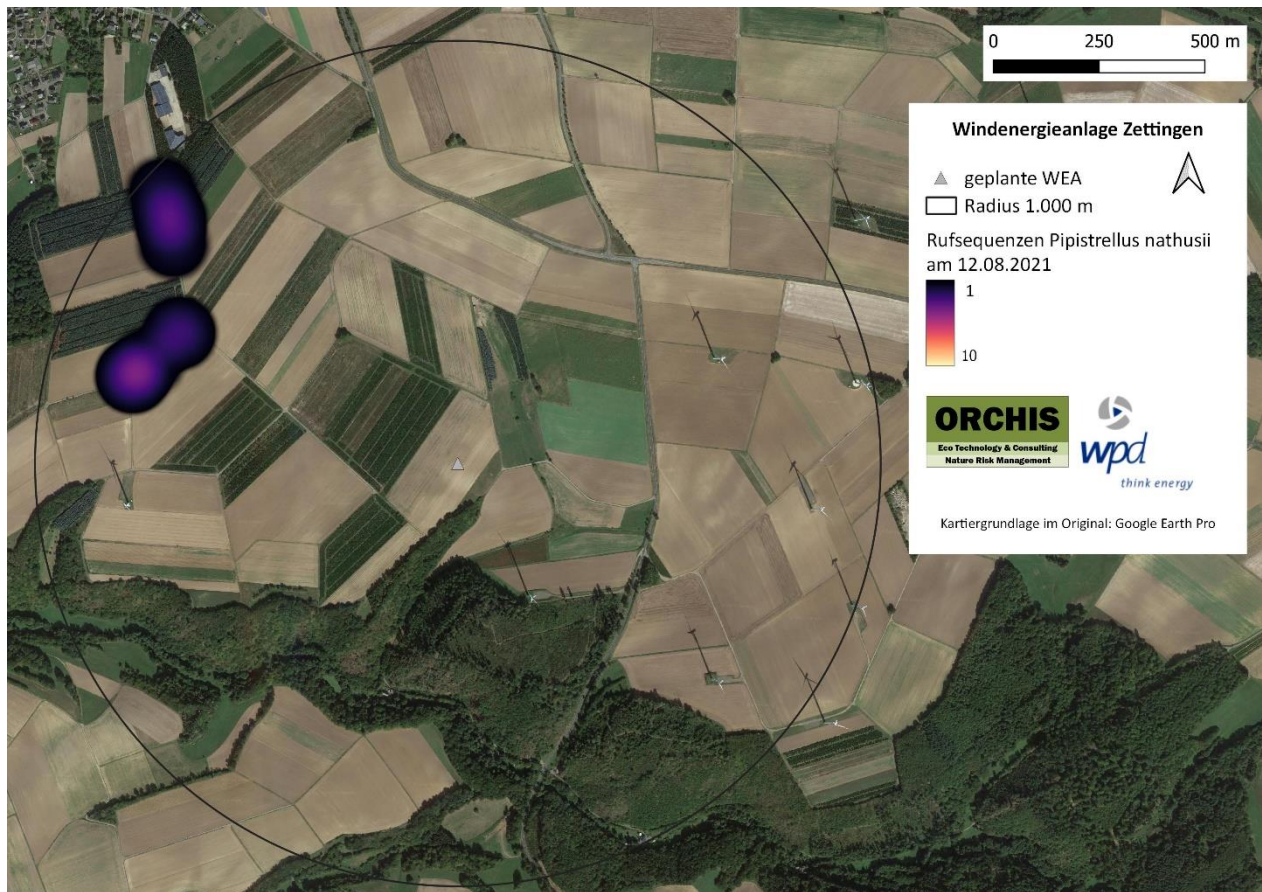 0 250 500 m
Windenergieanlage Zettingen
geplante WEA
Radius 1.000 m
Rufsequenzen Pipistrellus nathusii
am 12.08.2021
1
10
ORCHIS
Eco Technology & Consulting
Nature Risk Management
wpd
think energy
Kartiergrundlage im Original: Google Earth Pro